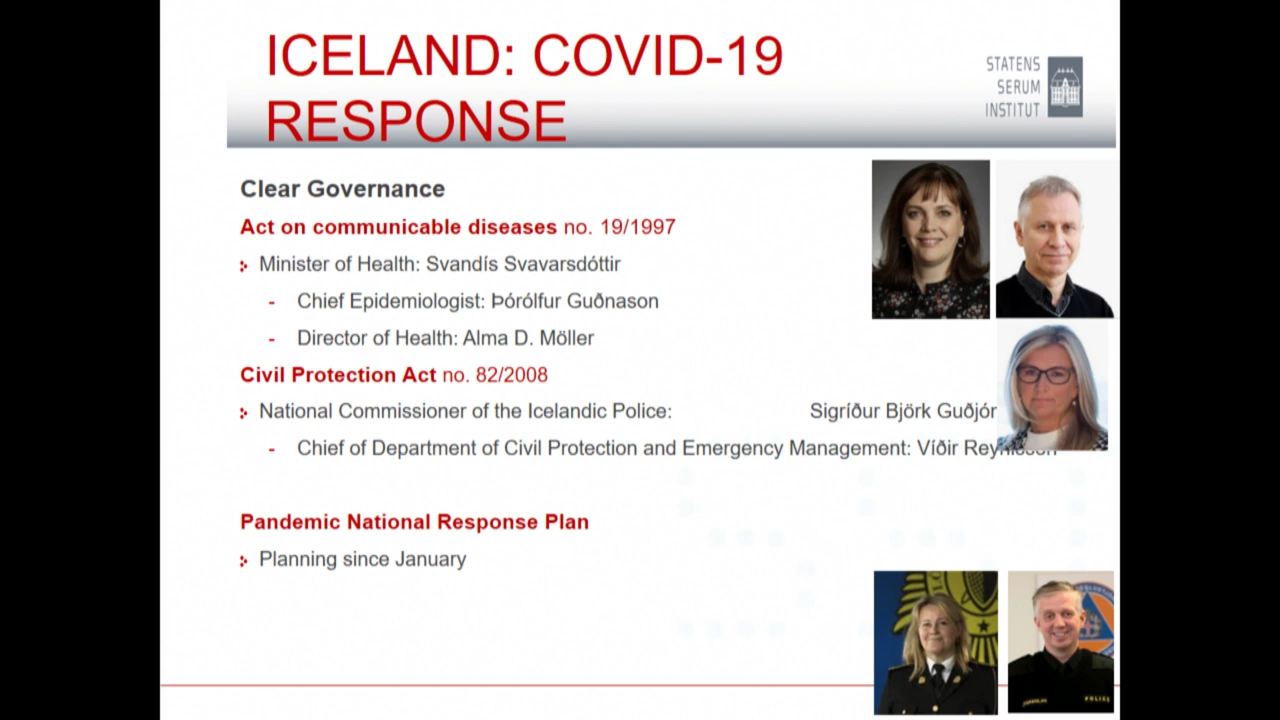 ICELAND: COVID-19
RESPONSE
STATENS
SERUM
INSTITUT
Clear Governance
Act on communicable diseases no. 19/1997
Minister of Health: Svandís Svavarsdóttir
- Chief Epidemiologist: Þórólfur Guðnason
- Director of Health: Alma D. Möller
Civil Protection Act no. 82/2008
National Commissioner of the Icelandic Police: Sigríður Björk Guðjór
- Chief of Department of Civil Protection and Emergency Management: Víðir
Pandemic National Response Plan
Planning since January
POLICE